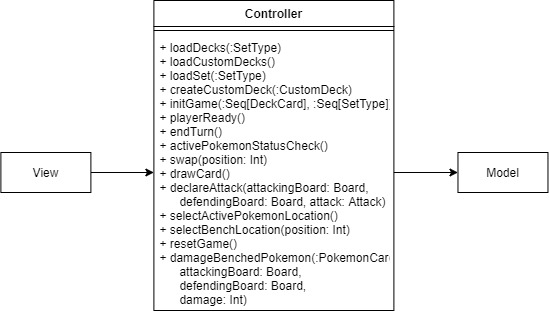 Controller
+ loadDecks(:SetType)
+ loadCustomDecks()
+ loadSet(:SetType)
+ createCustomDeck(:CustomDeck)
+ initGame(:Seq[DeckCard], :Seq[SetType]
+ playerReady()
+ endTurn()
+ activePokemonStatusCheck()
+ swap(position: Int)
+ drawCard()
+ declareAttack(attackingBoard: Board,
defendingBoard: Board, attack: Attack)
+ selectActivePokemonLocation()
+ selectBenchLocation(position: Int)
+ resetGame()
+ damageBenchedPokemon(:PokemonCar
attackingBoard: Board,
defendingBoard: Board,
damage: Int)
View
Model